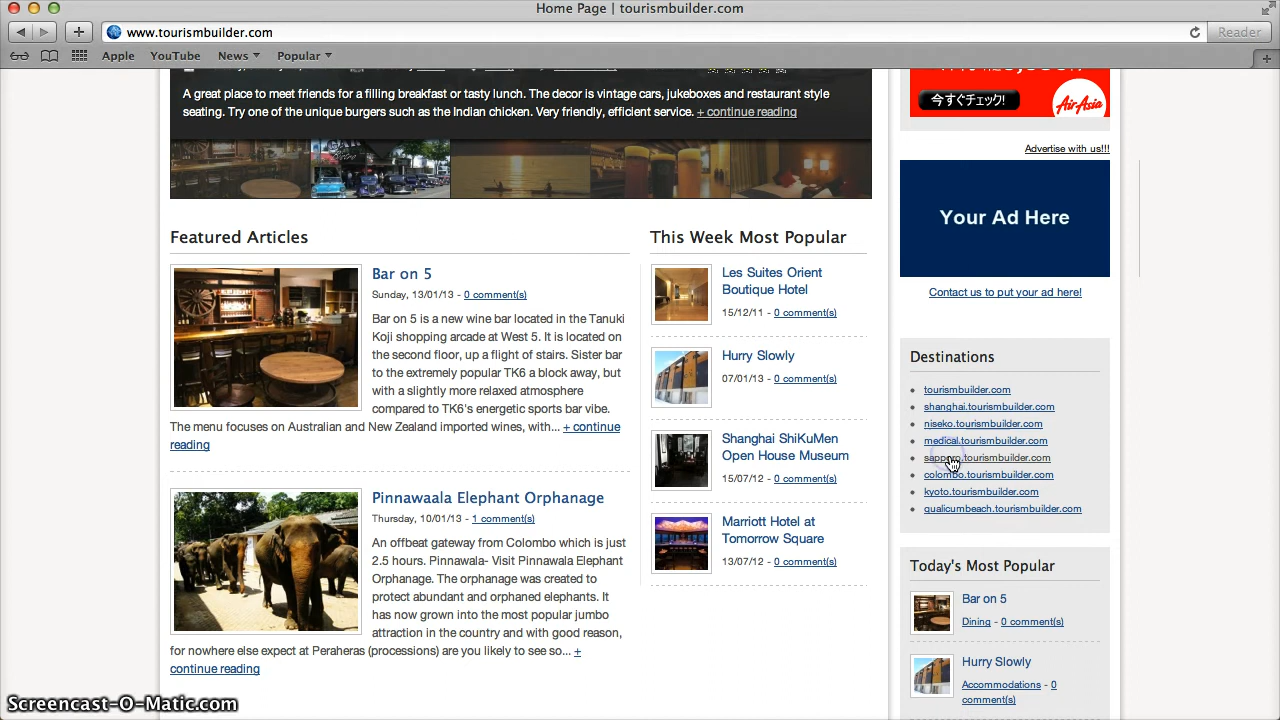 Home Page | tourismbuilder.com
www.tourismbuilder.com
Reader
Apple
YouTube
News
Popular
A great place to meet friends for a filling breakfast or tasty lunch. The decor is vintage cars, jukeboxes and restaurant style
seating. Try one of the unique burgers such as the Indian chicken. Very friendly, efficient service. + continue reading
今すぐチェック!
AirAsia
Advertise with us!!!
Your Ad Here
Contact us to put your ad here!
Featured Articles
Bar on 5
Sunday, 13/01/13 - 0 comment(s)
Bar on 5 is a new wine bar located in the Tanuki
Koji shopping arcade at West 5. It is located on
the second floor, up a flight of stairs. Sister bar
to the extremely popular TK6 a block away, but
with a slightly more relaxed atmosphere
compared to TK6's energetic sports bar vibe.
The menu focuses on Australian and New Zealand imported wines, with... + continue
reading
Pinnawaala Elephant Orphanage
Thursday, 10/01/13 - 1 comment(s)
An offbeat gateway from Colombo which is just
2.5 hours. Pinnawala- Visit Pinnawala Elephant
Orphanage. The orphanage was created to
protect abundant and orphaned elephants. It
has now grown into the most popular jumbo
attraction in the country and with good reason,
for nowhere else expect at Peraheras (processions) are you likely to see so... +
continue reading
This Week Most Popular
Les Suites Orient
Boutique Hotel
15/12/11 - 0 comment(s)
Hurry Slowly
07/01/13 - 0 comment(s)
Shanghai ShiKuMen
Open House Museum
15/07/12 - 0 comment(s)
Marriott Hotel at
Tomorrow Square
13/07/12 - 0 comment(s)
Destinations
tourismbuilder.com
shanghai.tourismbuilder.com
niseko.tourismbuilder.com
medical.tourismbuilder.com
sapporo.tourismbuilder.com
colombo.tourismbuilder.com
kyoto.tourismbuilder.com
qualicumbeach.tourismbuilder.com
Today's Most Popular
Bar on 5
Dining - 0 comment(s)
Hurry Slowly
Accommodations - 0
comment(s)
Screencast-O-Matic.com